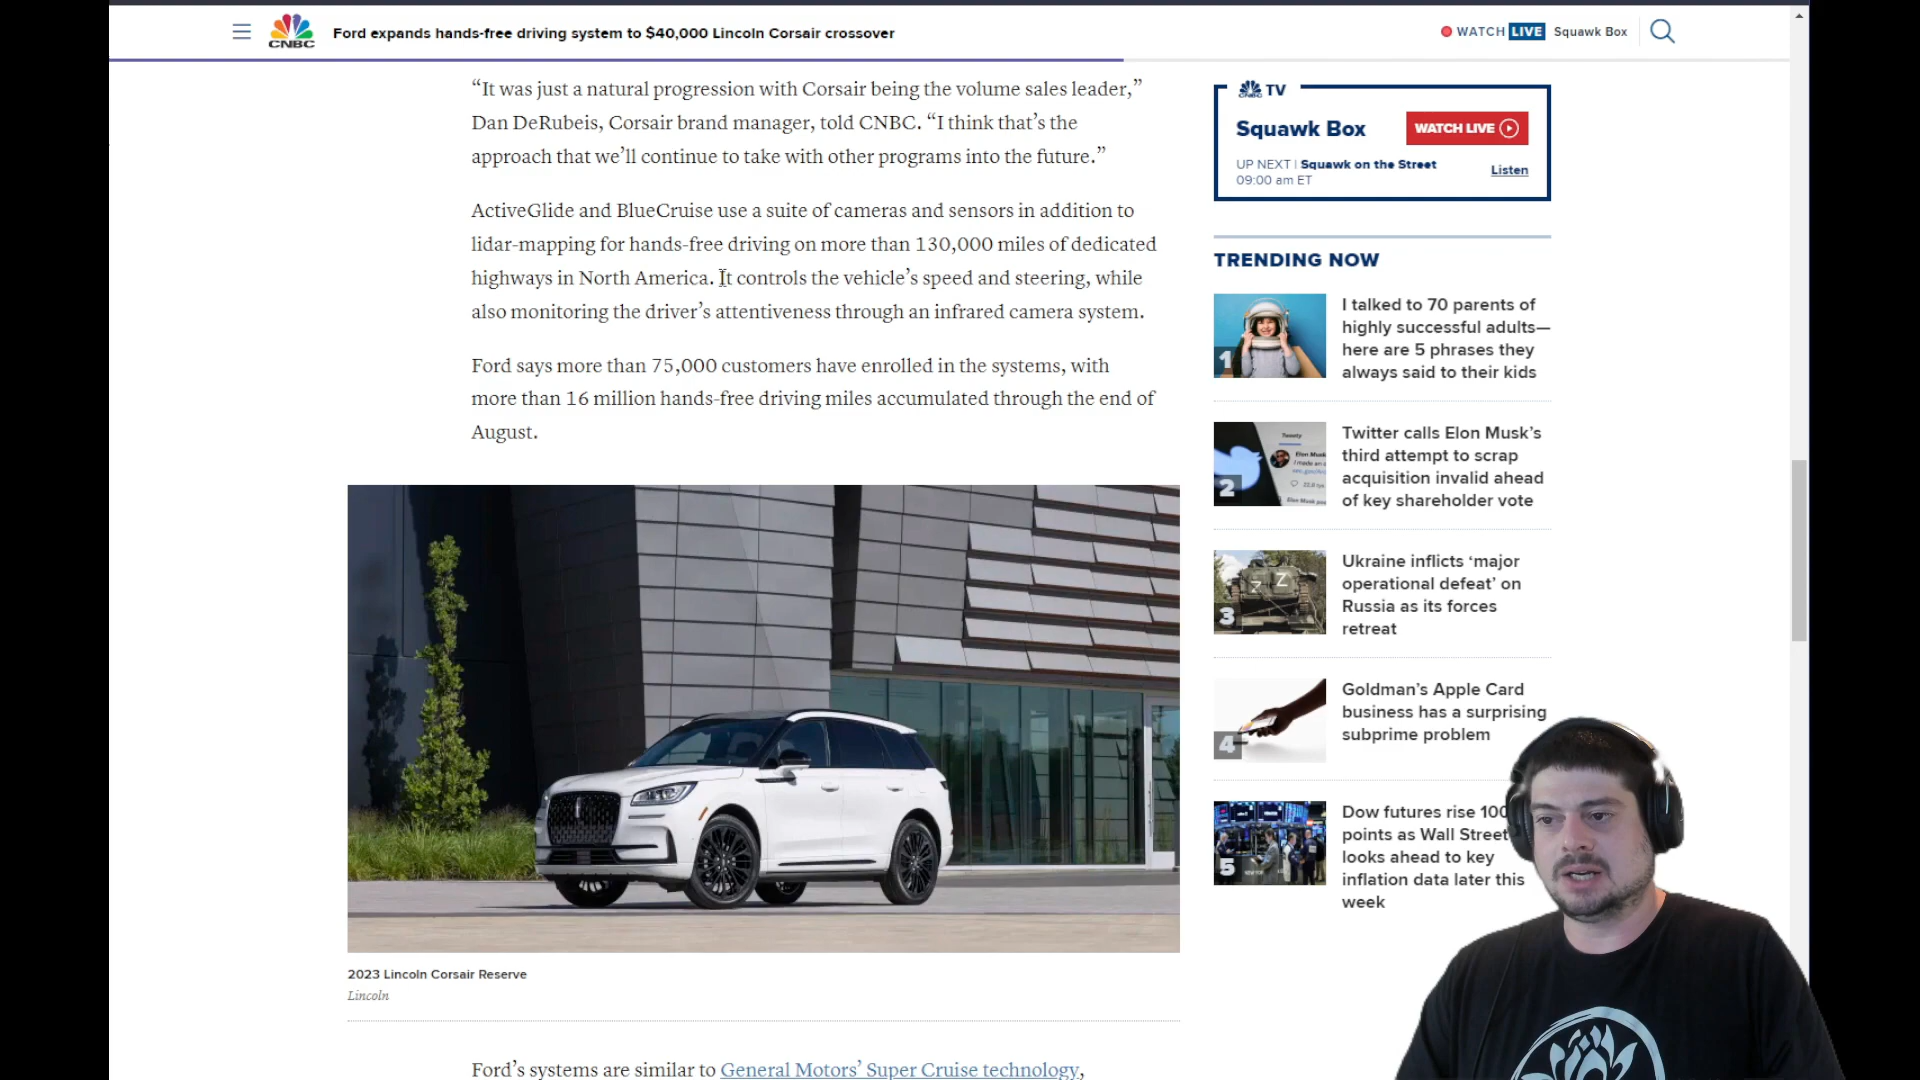 CNBC
Ford expands hands-free driving system to $40,000 Lincoln Corsair crossover
WATCH LIVE Squawk Box
“It was just a natural progression with Corsair being the volume sales leader,”
Dan DeRubeis, Corsair brand manager, told CNBC. “I think that’s the
approach that we’ll continue to take with other programs into the future.”
ActiveGlide and BlueCruise use a suite of cameras and sensors in addition to
lidar-mapping for hands-free driving on more than 130,000 miles of dedicated
highways in North America. It controls the vehicle’s speed and steering, while
also monitoring the driver’s attentiveness through an infrared camera system.
Ford says more than 75,000 customers have enrolled in the systems, with
more than 16 million hands-free driving miles accumulated through the end of
August.
2023 Lincoln Corsair Reserve
Lincoln
Ford’s systems are similar to General Motors’ Super Cruise technology,
TV
Squawk Box
WATCH LIVE
UP NEXT | Squawk on the Street
09:00 am ET
Listen
TRENDING NOW
1
I talked to 70 parents of
highly successful adults—
here are 5 phrases they
always said to their kids
2
Twitter calls Elon Musk’s
third attempt to scrap
acquisition invalid ahead
of key shareholder vote
3
Ukraine inflicts ‘major
operational defeat’ on
Russia as its forces
retreat
4
Goldman’s Apple Card
business has a surprising
subprime problem
5
Dow futures rise 100
points as Wall Street
looks ahead to key
inflation data later this
week